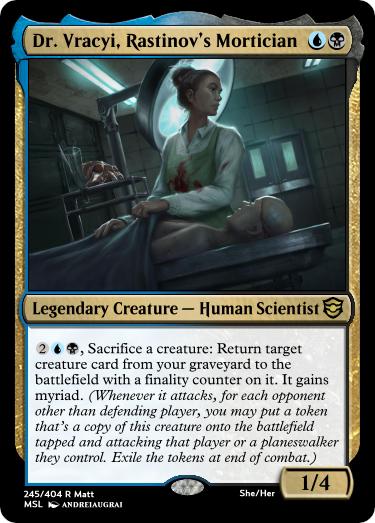 Dr. Vracyi, Rastinov's Mortician
Legendary Creature — Human Scientist
2, Sacrifice a creature: Return target
creature card from your graveyard to the
battlefield with a finality counter on it. It gains
myriad. (Whenever it attacks, for each opponent
other than defending player, you may put a token
that's a copy of this creature onto the battlefield
tapped and attacking that player or a planeswalker
they control. Exile the tokens at end of combat.)
1/4
245/404 R Matt
She/Her
MSL ANDREIAUGRAI